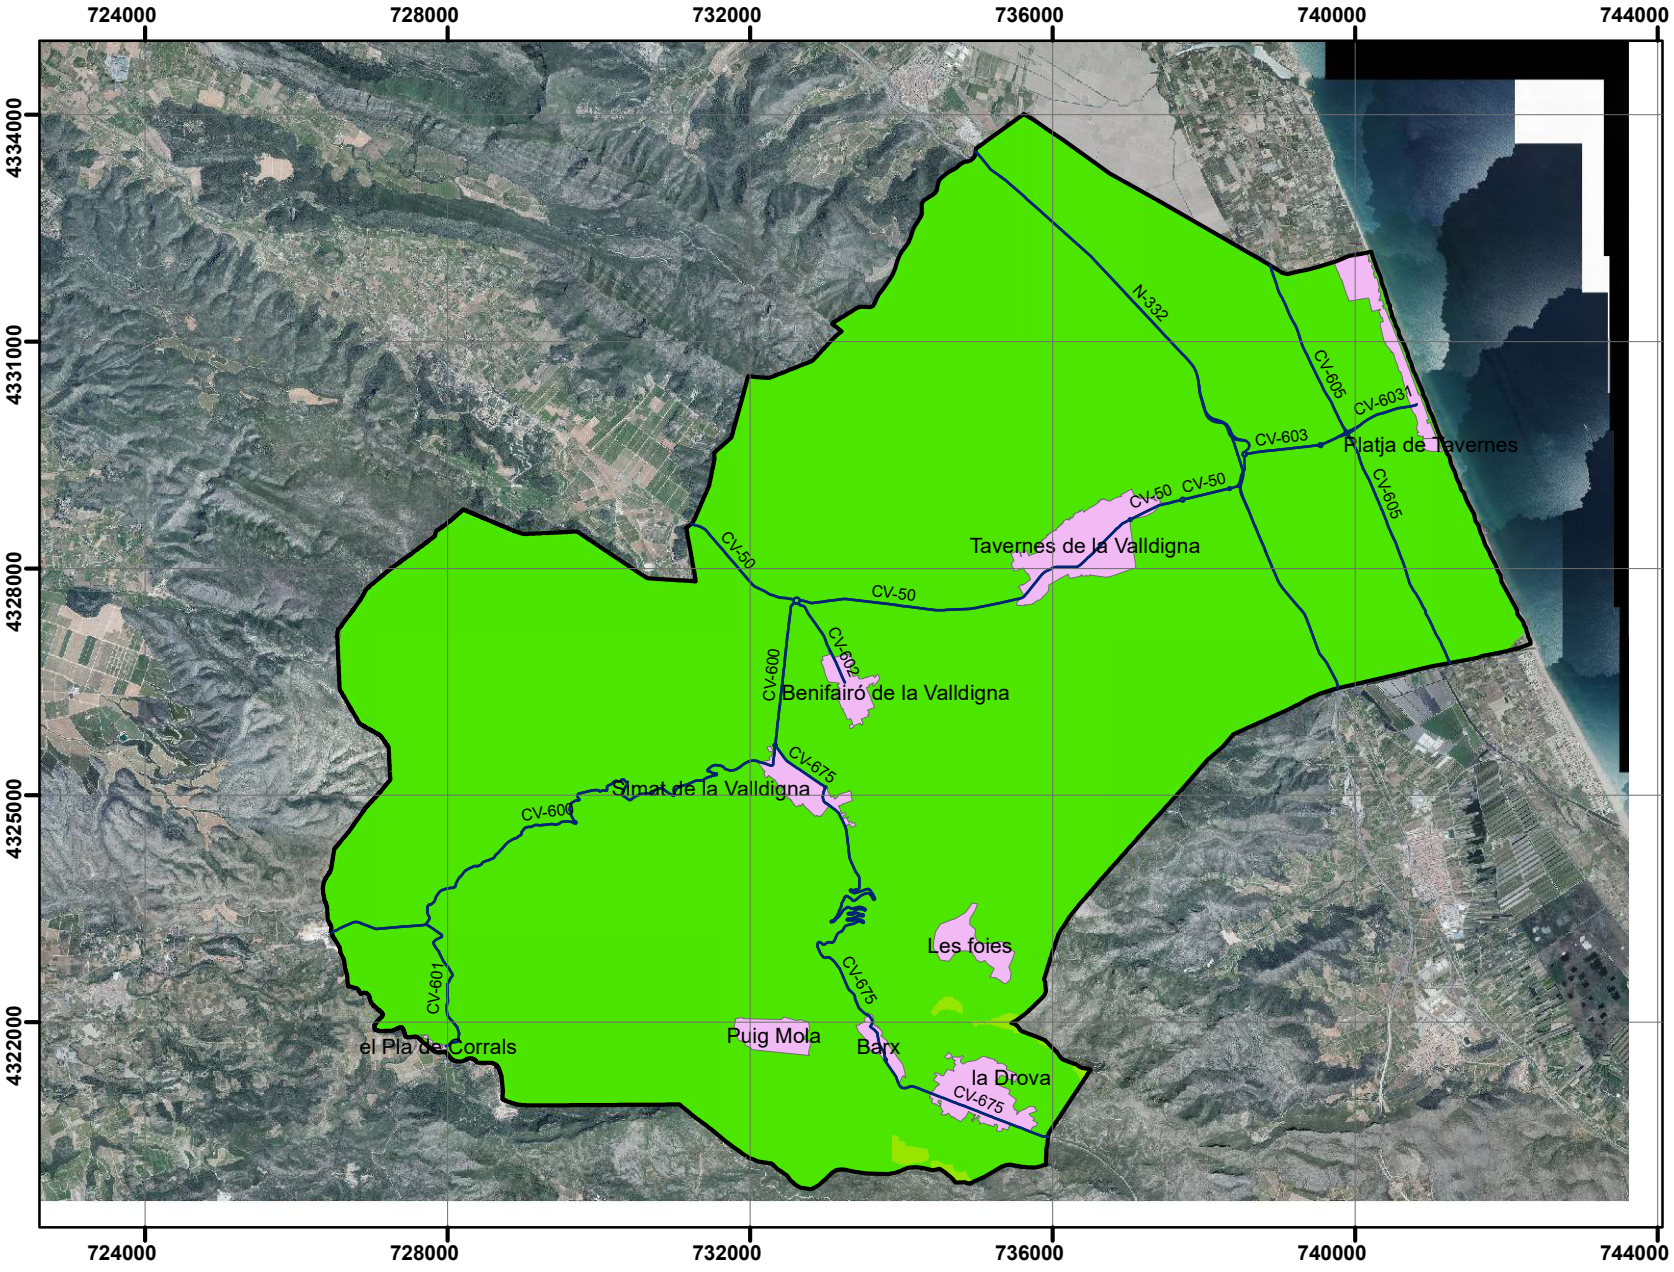 724000 728000 732000 736000 740000 744000
4334000
4331000
4328000
4325000
4322000
N-332
CV-605
CV-6031
CV-603
Platja de Tavernes
CV-50
CV-50
CV-605
Tavernes de la Valldigna
CV-50
CV-50
CV-602
CV-600
Benifairó de la Valldigna
CV-675
Simat de la Valldigna
CV-600
Les foies
CV-601
CV-675
Puig Mola
Barx
el Pla de Corrals
la Drova
CV-675
724000 728000 732000 736000 740000 744000